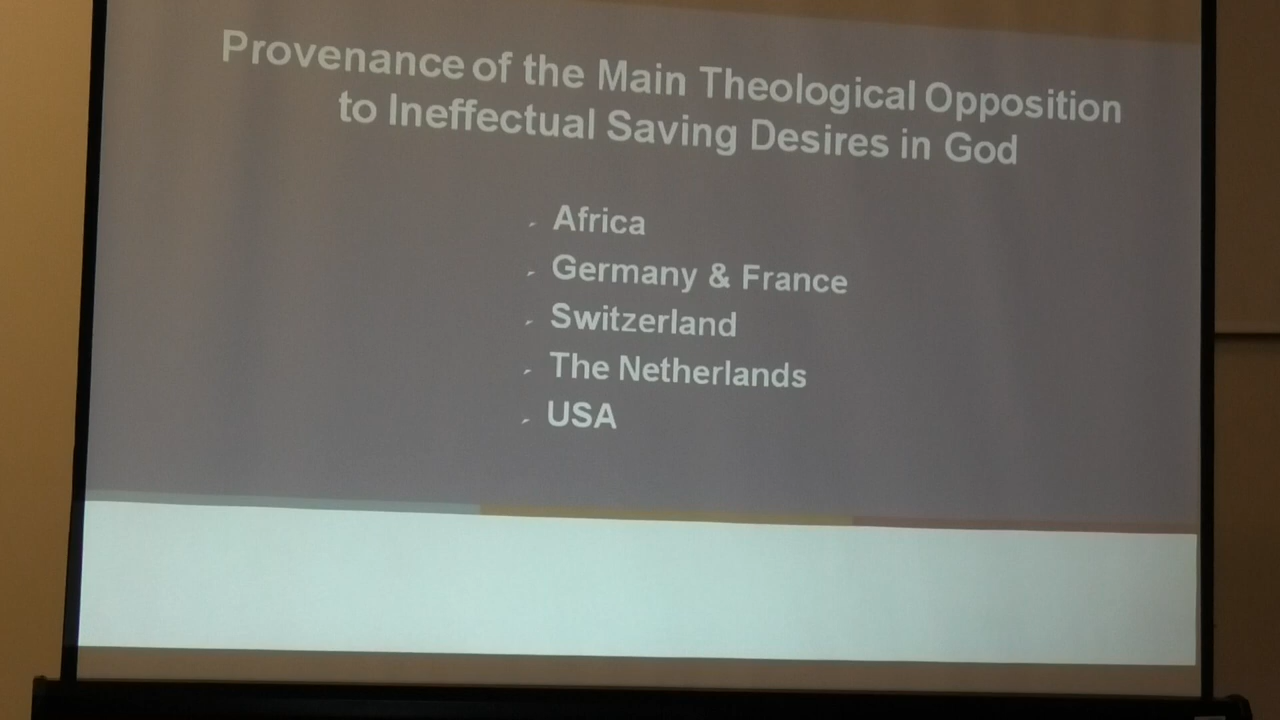 Provenance of the Main Theological Opposition
to Ineffectual Saving Desires in God
Africa
Germany & France
Switzerland
The Netherlands
USA